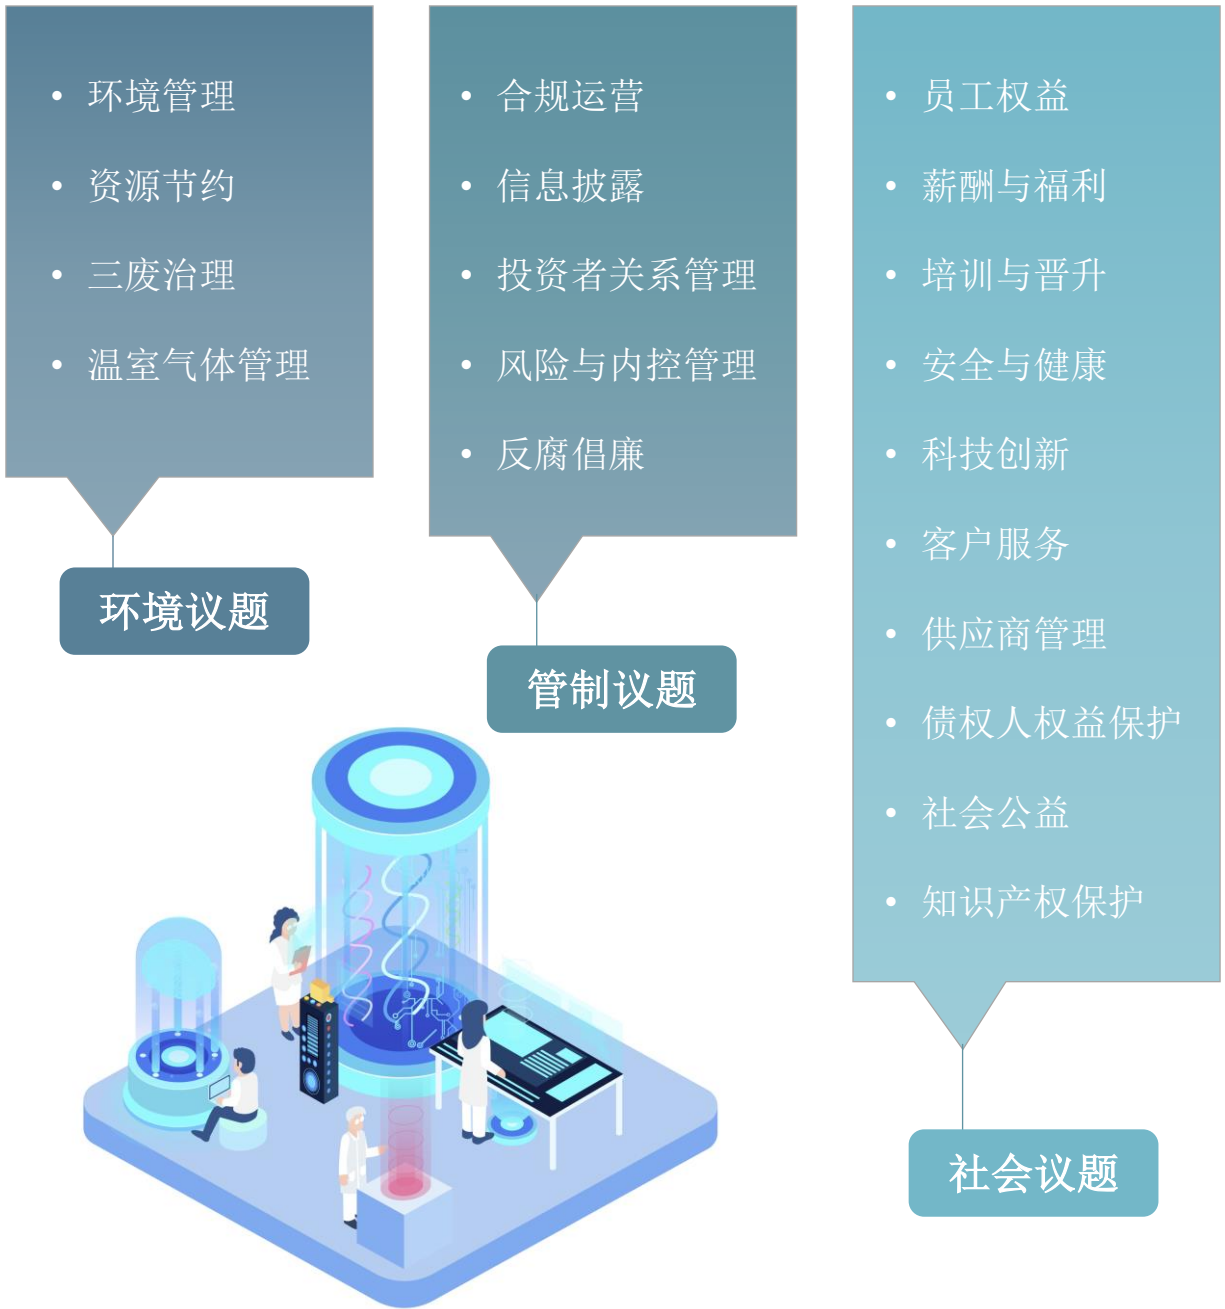 • 环境管理
• 资源节约
• 三废治理
• 温室气体管理
环境议题
• 合规运营
• 信息披露
• 投资者关系管理
• 风险与内控管理
• 反腐倡廉
管制议题
• 员工权益
• 薪酬与福利
• 培训与晋升
• 安全与健康
• 科技创新
• 客户服务
• 供应商管理
• 债权人权益保护
• 社会公益
• 知识产权保护
社会议题